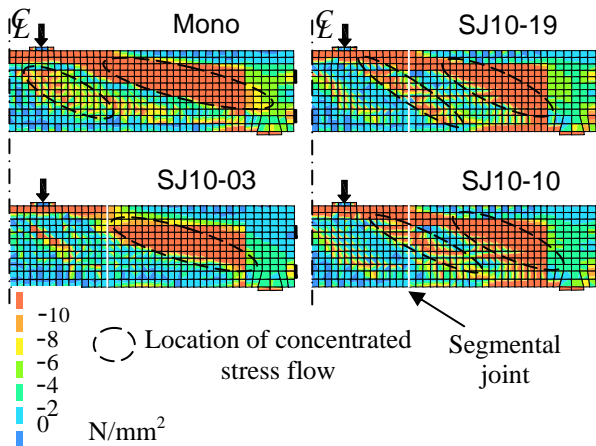 ℄ Mono
℄ SJ10-19
SJ10-03
SJ10-10
-10
-8
-6
-4
-2
0
N/mm²
Location of concentrated
stress flow
Segmental
joint